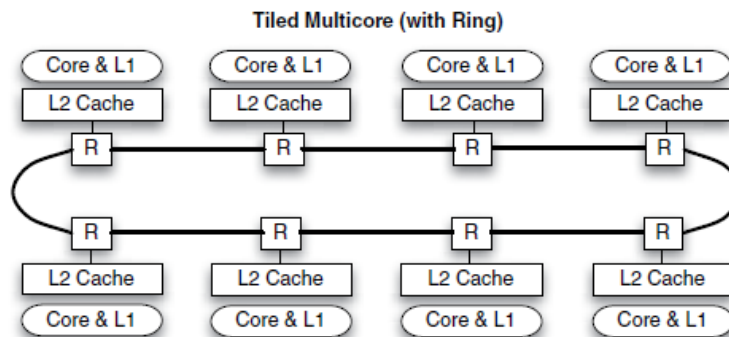 Tiled Multicore (with Ring)
Core & L1 Core & L1 Core & L1 Core & L1
L2 Cache L2 Cache L2 Cache L2 Cache
R R R R
R R R R
L2 Cache L2 Cache L2 Cache L2 Cache
Core & L1 Core & L1 Core & L1 Core & L1